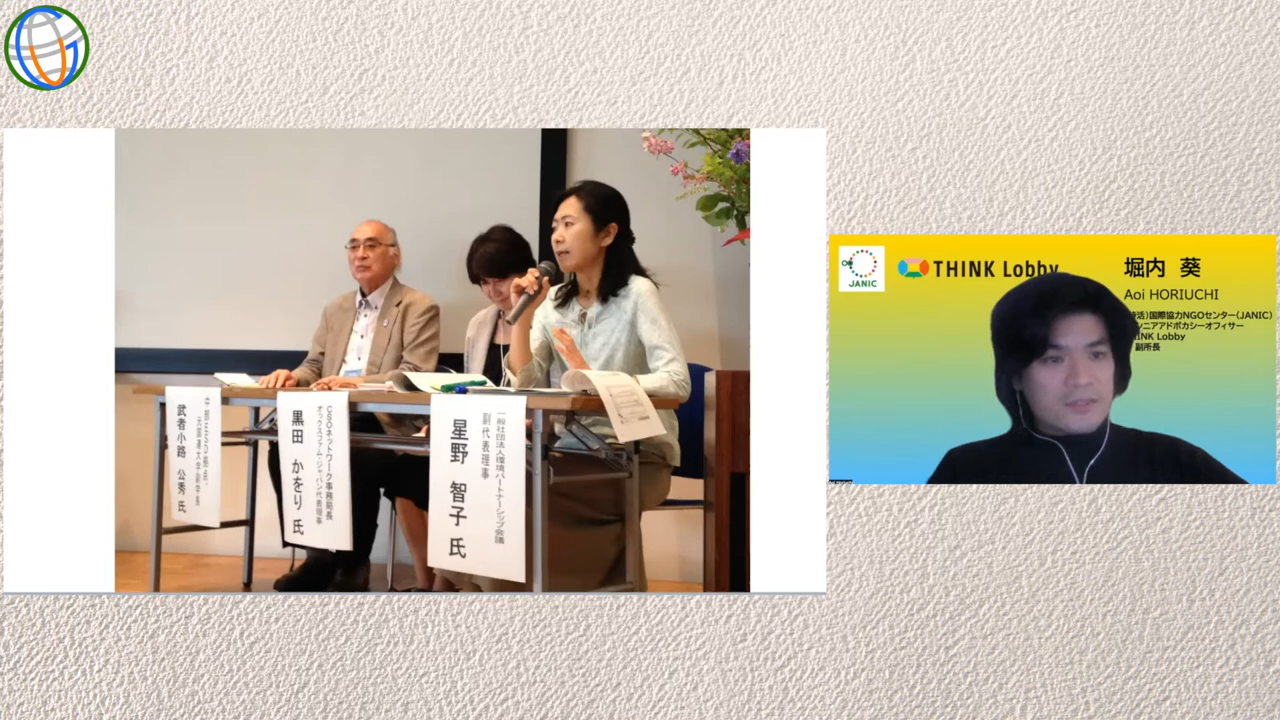 武者小路 公秀 氏
CSOネットワーク事務局長
オックスファム・ジャパン代表理事
黒田 かをり 氏
一般社団法人環境パートナーシップ会議
副代表理事
星野 智子 氏
JANIC
THINK Lobby
堀内 葵
Aoi HORIUCHI
活)国際協力NGOセンター(JANIC)
ニアアドボカシーオフィサー
INK Lobby
副所長